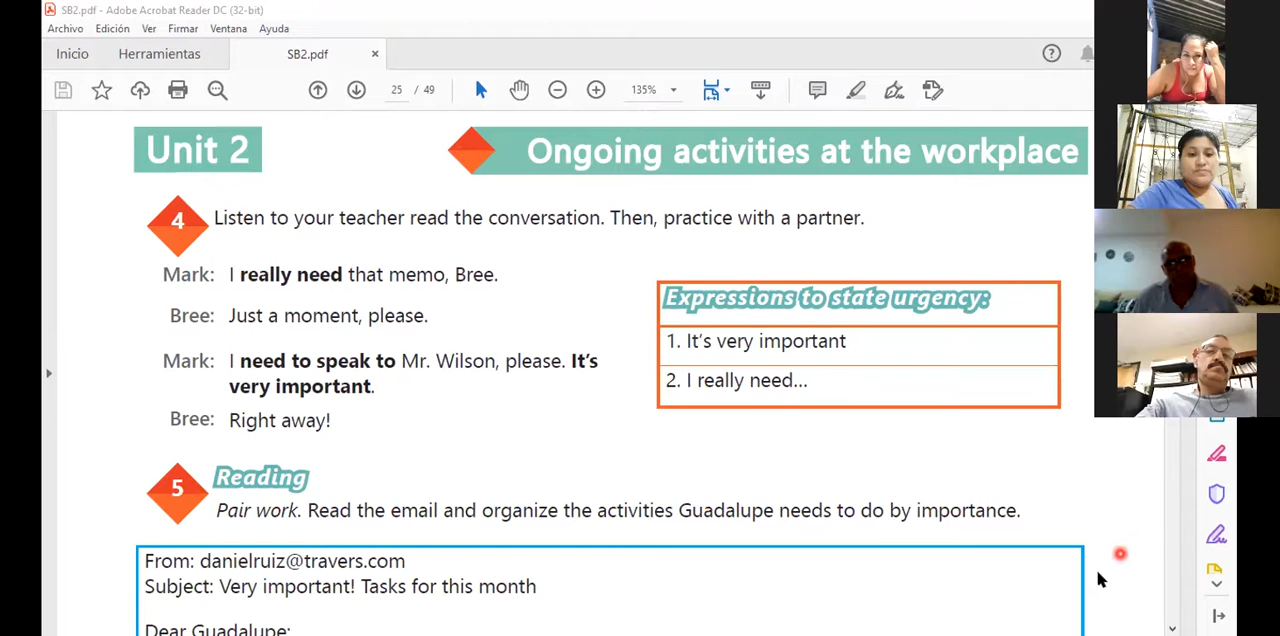 SB2.pdf - Adobe Acrobat Reader DC (32-bit)
Archivo Edición Ver Firmar Ventana Ayuda
Inicio Herramientas SB2.pdf ×
25 / 49 135%
Unit 2 Ongoing activities at the workplace
4 Listen to your teacher read the conversation. Then, practice with a partner.
Mark: I really need that memo, Bree.
Bree: Just a moment, please.
Mark: I need to speak to Mr. Wilson, please. It's
very important.
Bree: Right away!
Expressions to state urgency:
1. It's very important
2. I really need...
5 Reading
Pair work. Read the email and organize the activities Guadalupe needs to do by importance.
From: danielruiz@travers.com
Subject: Very important! Tasks for this month
Dear Guadalupe: